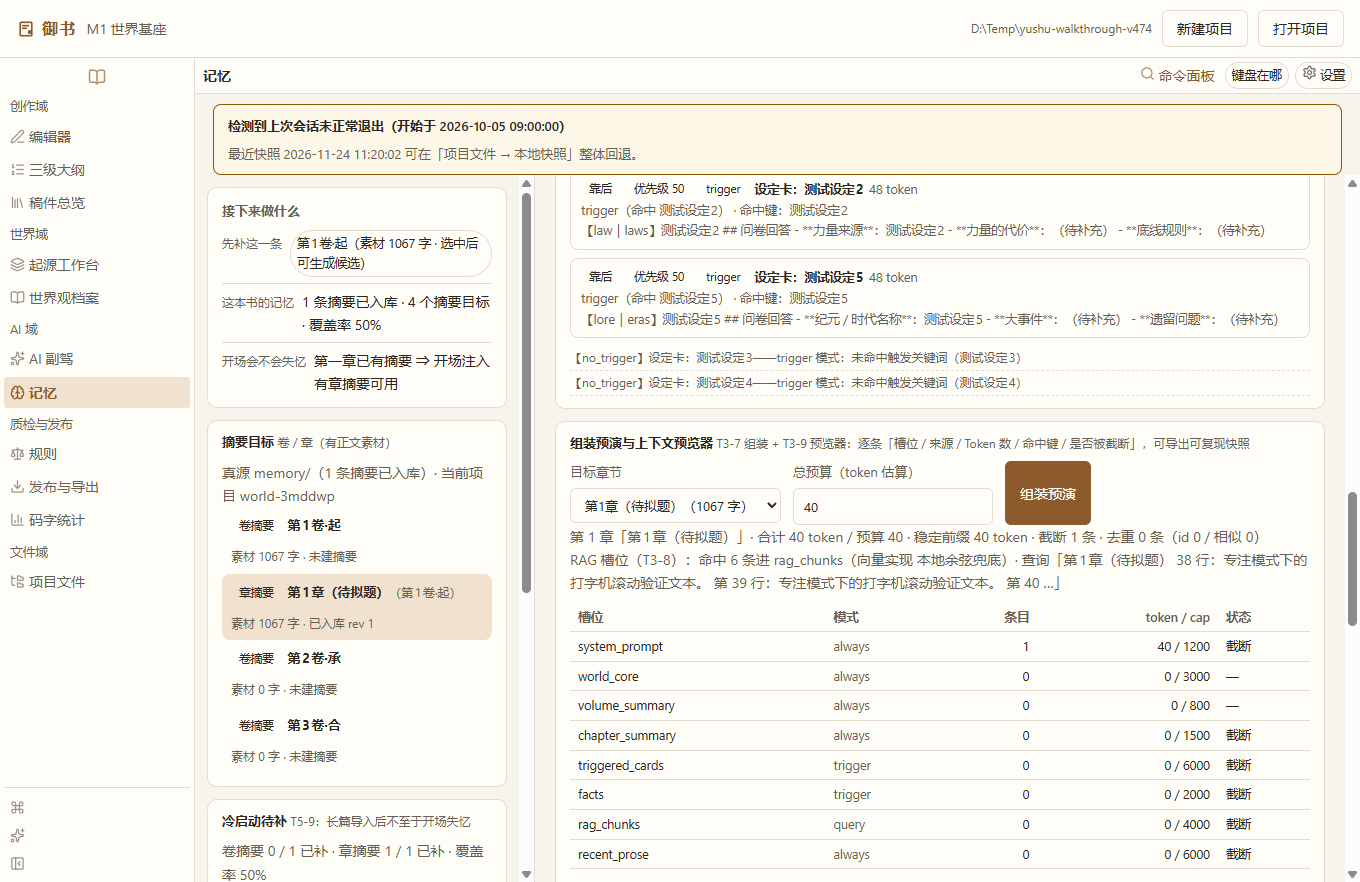 御书 M1 世界基座
D:\Temp\yushu-walkthrough-v474 新建项目 打开项目
创作域
编辑器
三级大纲
稿件总览
世界域
起源工作台
世界观档案
AI 域
AI 副驾
记忆
质检与发布
规则
发布与导出
码字统计
文件域
项目文件
记忆
命令面板 键盘在哪 设置
检测到上次会话未正常退出（开始于 2026-10-05 09:00:00）
最近快照 2026-11-24 11:20:02 可在「项目文件 → 本地快照」整体回退。
接下来做什么
先补这一条 第1卷·起（素材 1067 字 · 选中后
可生成候选）
这本书的记忆 1 条摘要已入库 · 4 个摘要目标
· 覆盖率 50%
开场会不会失忆 第一章已有摘要 ⇒ 开场注入
有章摘要可用
摘要目标 卷 / 章（有正文素材）
真源 memory/（1 条摘要已入库）· 当前项
目 world-3mddwp
卷摘要 第1卷·起
素材 1067 字 · 未建摘要
章摘要 第1章（待拟题） （第1卷·起）
素材 1067 字 · 已入库 rev 1
卷摘要 第2卷·承
素材 0 字 · 未建摘要
卷摘要 第3卷·合
素材 0 字 · 未建摘要
冷启动待补 T5-9：长篇导入后不至于开场失忆
卷摘要 0 / 1 已补 · 章摘要 1 / 1 已补 · 覆盖
率 50%
靠后 优先级 50 trigger 设定卡：测试设定2 48 token
trigger（命中 测试设定2）· 命中键：测试设定2
【law | laws】测试设定2 ## 问卷回答 - **力量来源**：测试设定2 - **力量的代价**：（待补充） - **底线规则**：（待补充）
靠后 优先级 50 trigger 设定卡：测试设定5 48 token
trigger（命中 测试设定5）· 命中键：测试设定5
【lore | eras】测试设定5 ## 问卷回答 - **纪元 / 时代名称**：测试设定5 - **大事件**：（待补充） - **遗留问题**：（待补充）
【no_trigger】设定卡：测试设定3——trigger 模式：未命中触发关键词（测试设定3）
【no_trigger】设定卡：测试设定4——trigger 模式：未命中触发关键词（测试设定4）
组装预演与上下文预览器 T3-7 组装 + T3-9 预览器：逐条「槽位 / 来源 / Token 数 / 命中键 / 是否被截断」，可导出可复现快照
目标章节 总预算（token 估算）
第1章（待拟题）（1067 字） 40 组装预演
第 1 章「第1章（待拟题）」· 合计 40 token / 预算 40 · 稳定前缀 40 token · 截断 1 条 · 去重 0 条（id 0 / 相似 0）
RAG 槽位（T3-8）：命中 6 条进 rag_chunks（向量实现 本地余弦兜底）· 查询「第1章（待拟题） 38 行：专注模式下的
打字机滚动验证文本。 第 39 行：专注模式下的打字机滚动验证文本。 第 40 …」
槽位 模式 条目 token / cap 状态
system_prompt always 1 40 / 1200 截断
world_core always 0 0 / 3000 —
volume_summary always 0 0 / 800 —
chapter_summary always 0 0 / 1500 截断
triggered_cards trigger 0 0 / 6000 截断
facts trigger 0 0 / 2000 截断
rag_chunks query 0 0 / 4000 截断
recent_prose always 0 0 / 6000 截断